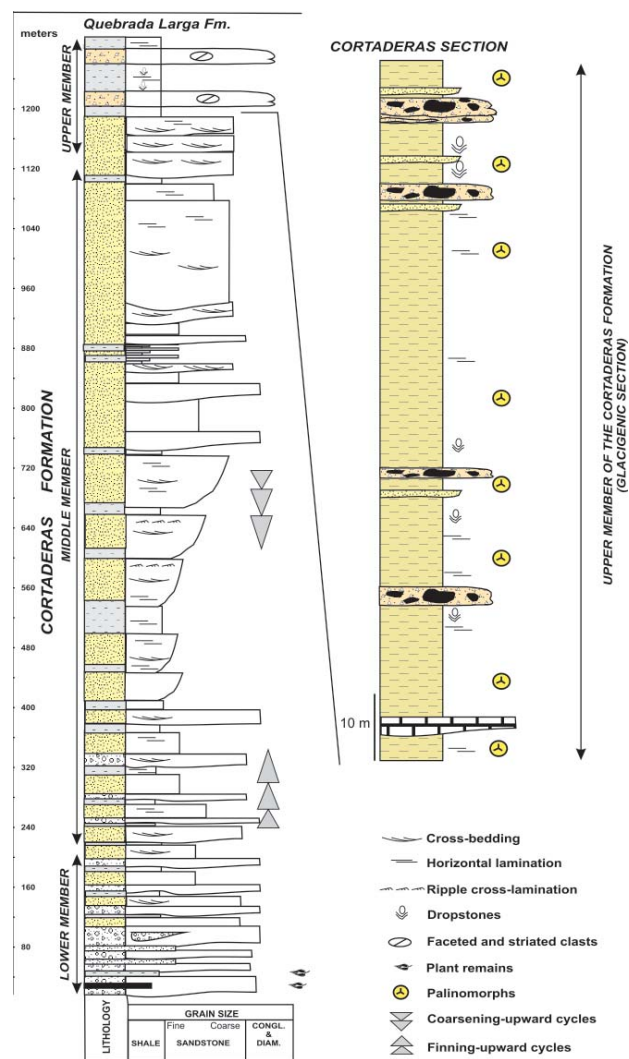 Quebrada Larga Fm.
meters
CORTADERAS SECTION
UPPER MEMBER
1200
1120
1040
960
880
800
720
640
560
480
400
320
240
160
80
CORTADERAS FORMATION
MIDDLE MEMBER
LOWER MEMBER
10 m
UPPER MEMBER OF THE CORTADERAS FORMATION
(GLACIGENIC SECTION)
Cross-bedding
Horizontal lamination
Ripple cross-lamination
Dropstones
Faceted and striated clasts
Plant remains
Palinomorphs
Coarsening-upward cycles
Finning-upward cycles
LITHOLOGY
GRAIN SIZE
SHALE
Fine Coarse
SANDSTONE
CONGL.
&
DIAM.